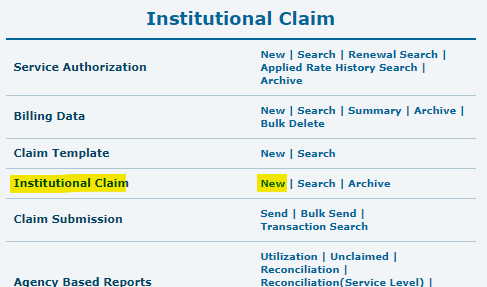 Institutional Claim
Service Authorization
New | Search | Renewal Search |
Applied Rate History Search |
Archive
Billing Data
New | Search | Summary | Archive |
Bulk Delete
Claim Template
New | Search
Institutional Claim
New | Search | Archive
Claim Submission
Send | Bulk Send |
Transaction Search
Agency Based Reports
Utilization | Unclaimed |
Reconciliation |
Reconciliation(Service Level) |